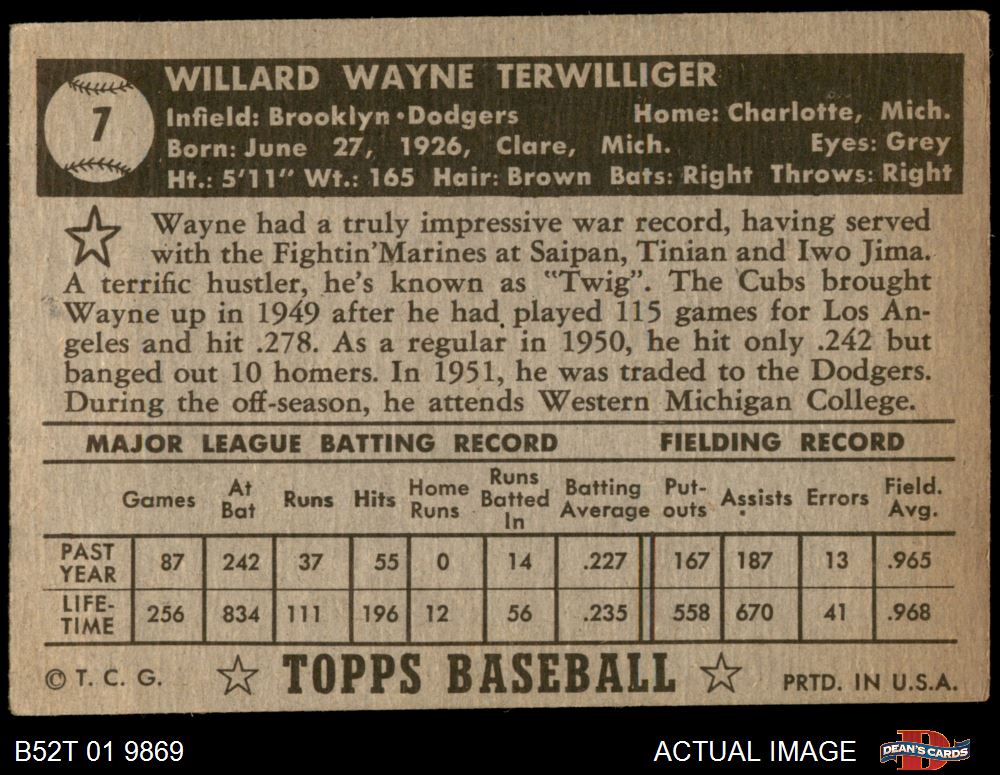 7
WILLARD WAYNE TERWILLIGER
Infield: Brooklyn • Dodgers Home: Charlotte, Mich.
Born: June 27, 1926, Clare, Mich. Eyes: Grey
Ht.: 5'11" Wt.: 165 Hair: Brown Bats: Right Throws: Right
Wayne had a truly impressive war record, having served
with the Fightin' Marines at Saipan, Tinian and Iwo Jima.
A terrific hustler, he's known as "Twig". The Cubs brought
Wayne up in 1949 after he had played 115 games for Los An-
geles and hit .278. As a regular in 1950, he hit only .242 but
banged out 10 homers. In 1951, he was traded to the Dodgers.
During the off-season, he attends Western Michigan College.
MAJOR LEAGUE BATTING RECORD FIELDING RECORD
Games At Bat Runs Hits Home Runs Runs Batted In Batting Average Put-outs Assists Errors Field. Avg.
PAST YEAR 87 242 37 55 0 14 .227 167 187 13 .965
LIFE-TIME 256 834 111 196 12 56 .235 558 670 41 .968
© T. C. G. TOPPS BASEBALL PRTD. IN U.S.A.
B52T 01 9869 ACTUAL IMAGE DEAN'S CARDS